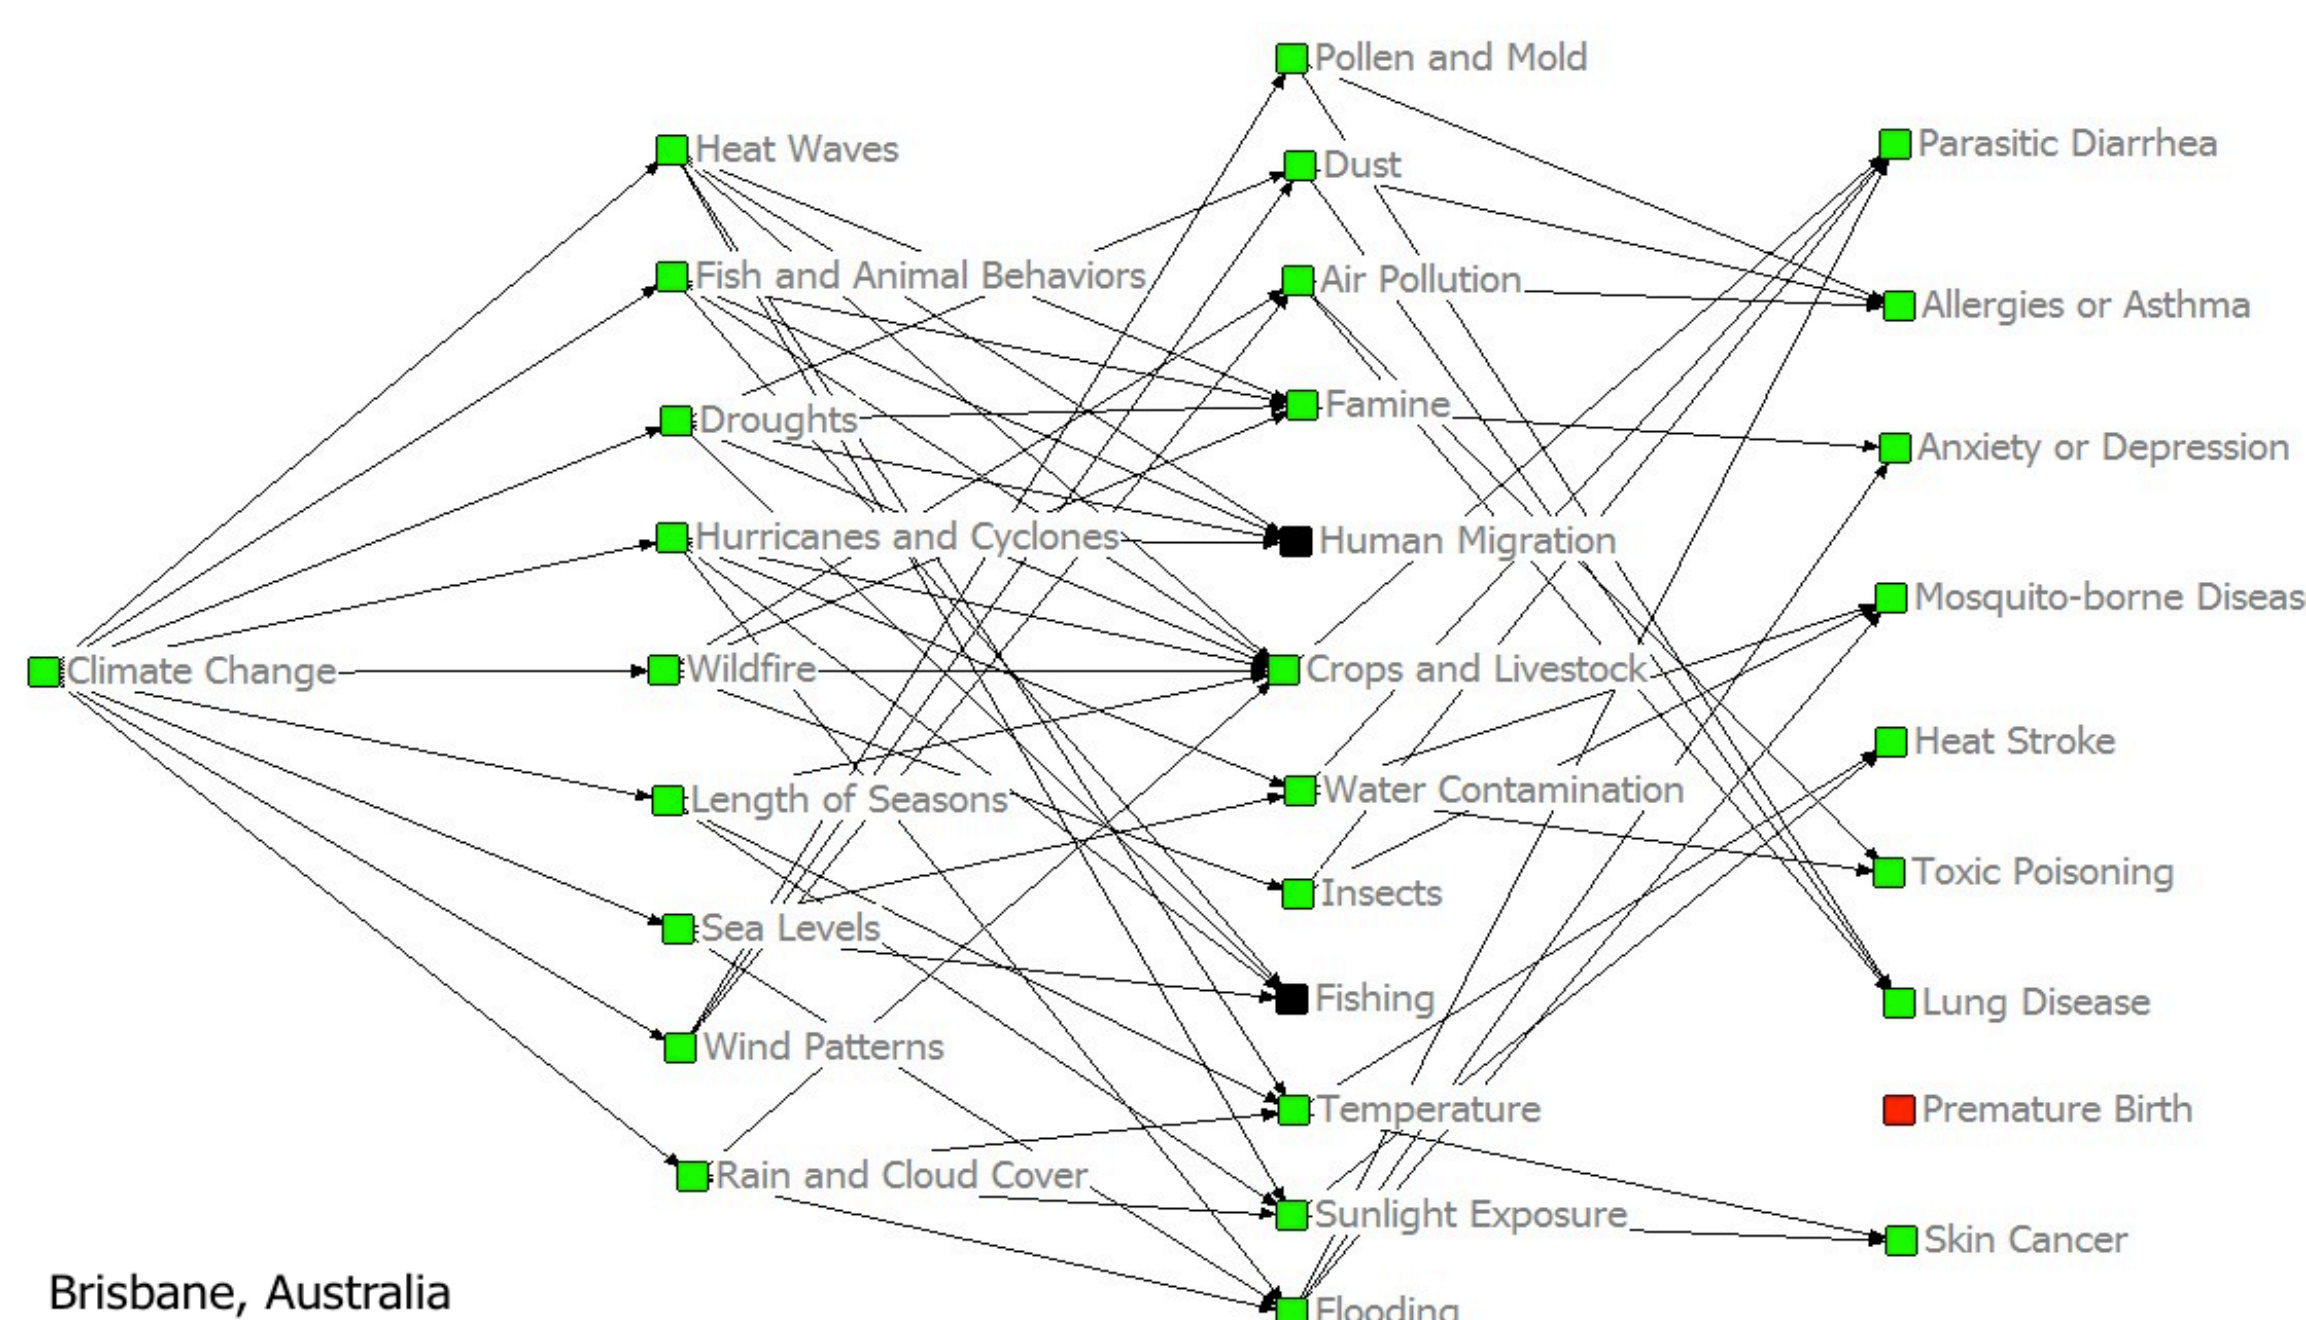 Climate Change
Heat Waves
Fish and Animal Behaviors
Droughts
Hurricanes and Cyclones
Wildfire
Length of Seasons
Sea Levels
Wind Patterns
Rain and Cloud Cover
Pollen and Mold
Dust
Air Pollution
Famine
Human Migration
Crops and Livestock
Water Contamination
Insects
Fishing
Temperature
Sunlight Exposure
Flooding
Parasitic Diarrhea
Allergies or Asthma
Anxiety or Depression
Mosquito-borne Diseas
Heat Stroke
Toxic Poisoning
Lung Disease
Premature Birth
Skin Cancer
Brisbane, Australia